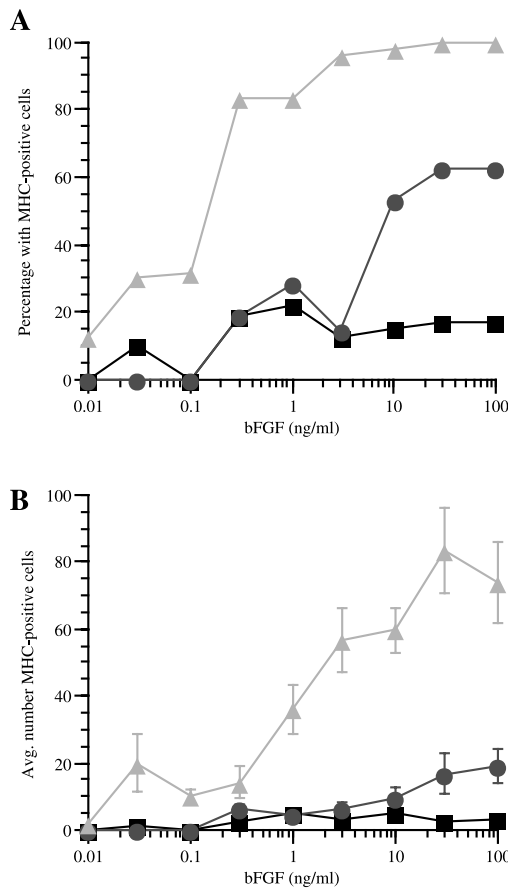 A
100
80
60
40
20
0
Percentage with MHC-positive cells
0.01 0.1 1 10 100
bFGF (ng/ml)
B
100
80
60
40
20
0
Avg. number MHC-positive cells
0.01 0.1 1 10 100
bFGF (ng/ml)